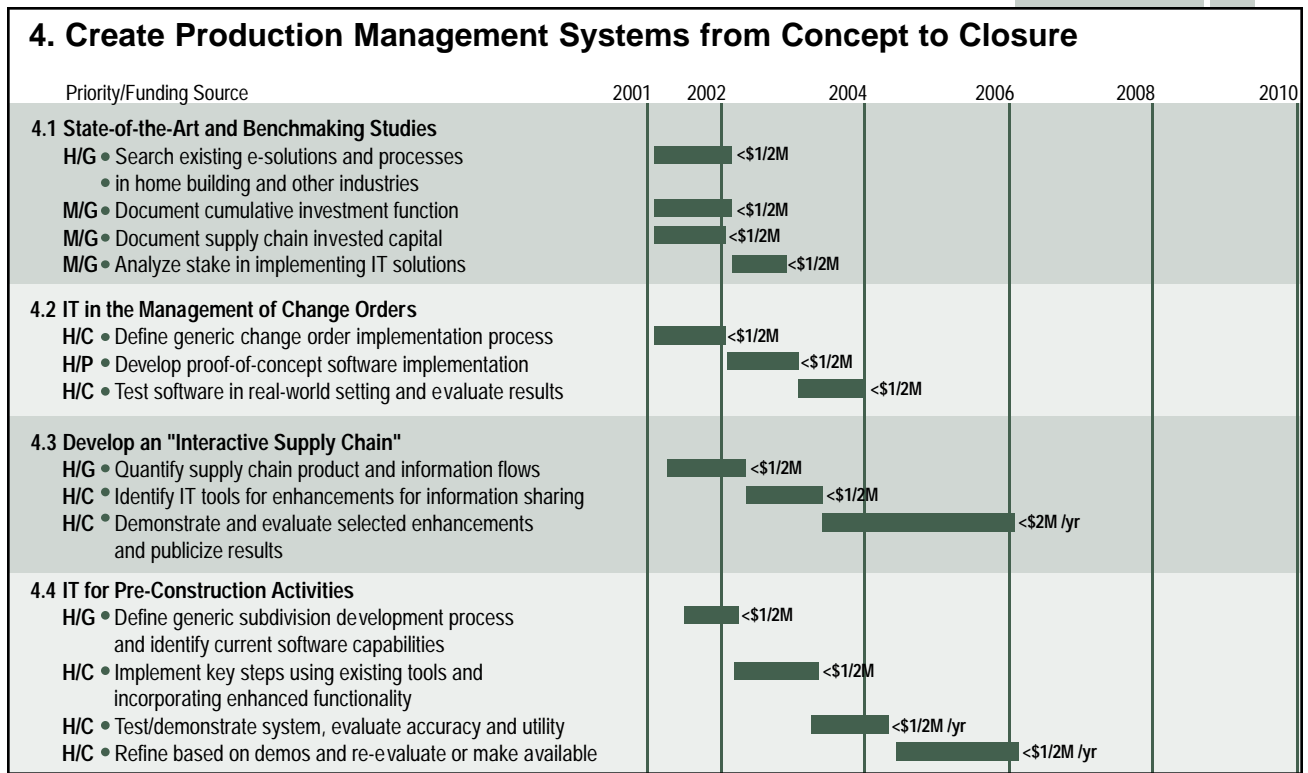 4. Create Production Management Systems from Concept to Closure
Priority/Funding Source 2001 2002 2004 2006 2008 2010
4.1 State-of-the-Art and Benchmaking Studies
H/G • Search existing e-solutions and processes <$1/2M
• in home building and other industries
M/G • Document cumulative investment function <$1/2M
M/G • Document supply chain invested capital <$1/2M
M/G • Analyze stake in implementing IT solutions <$1/2M
4.2 IT in the Management of Change Orders
H/C • Define generic change order implementation process <$1/2M
H/P • Develop proof-of-concept software implementation <$1/2M
H/C • Test software in real-world setting and evaluate results <$1/2M
4.3 Develop an "Interactive Supply Chain"
H/G • Quantify supply chain product and information flows <$1/2M
H/C • Identify IT tools for enhancements for information sharing <$1/2M
H/C • Demonstrate and evaluate selected enhancements <$2M /yr
and publicize results
4.4 IT for Pre-Construction Activities
H/G • Define generic subdivision development process <$1/2M
and identify current software capabilities
H/C • Implement key steps using existing tools and <$1/2M
incorporating enhanced functionality
H/C • Test/demonstrate system, evaluate accuracy and utility <$1/2M /yr
H/C • Refine based on demos and re-evaluate or make available <$1/2M /yr